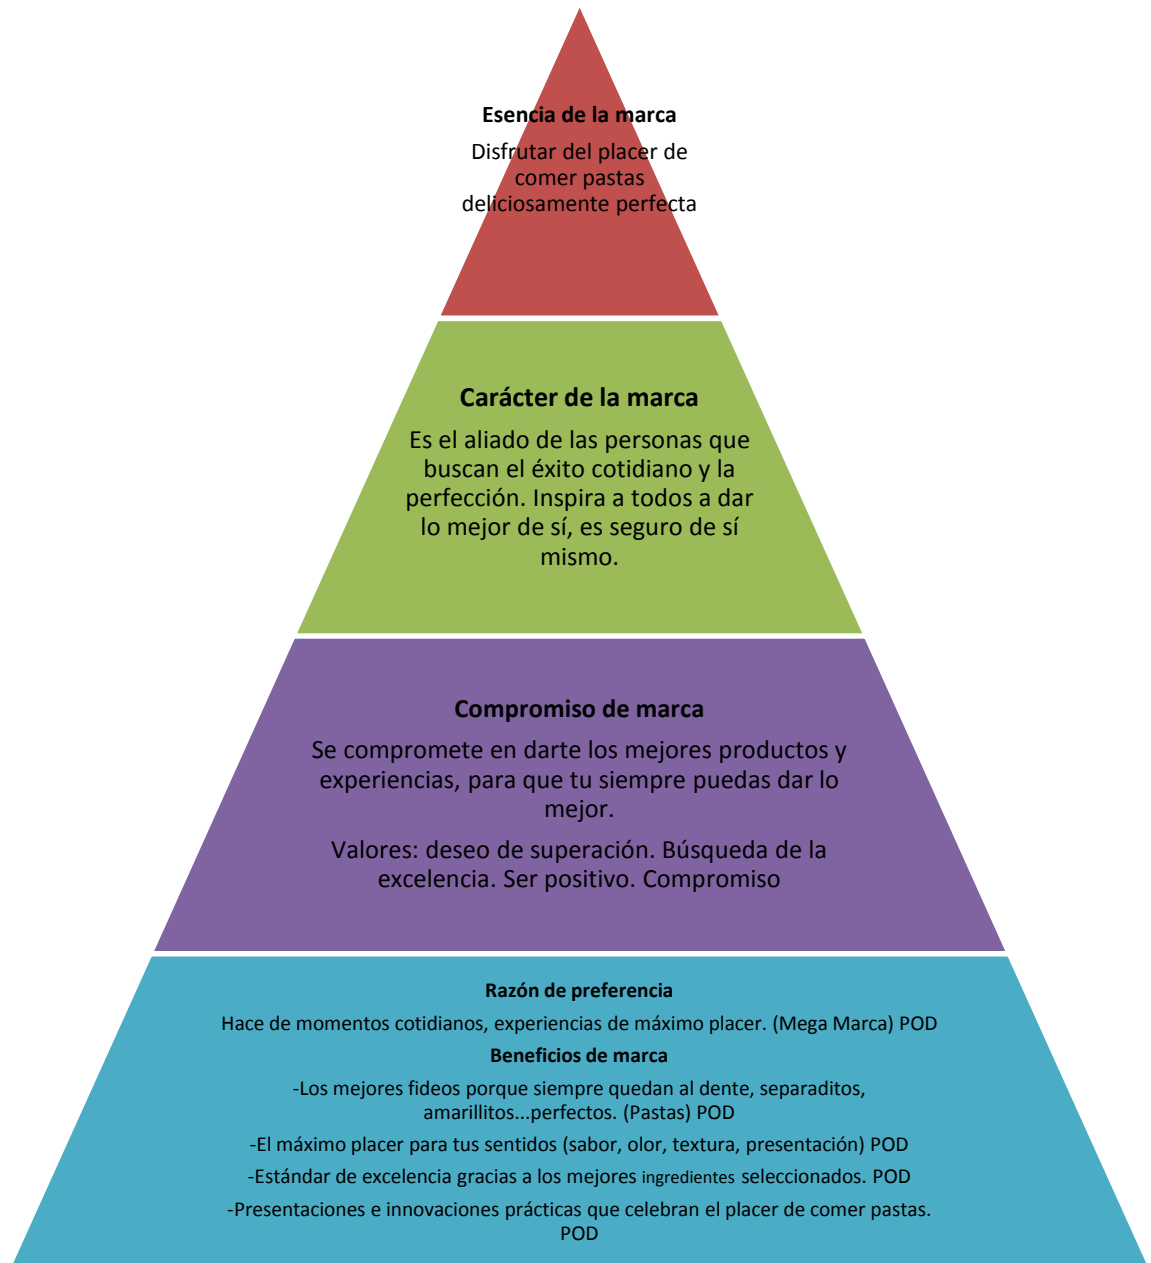 Esencia de la marca
Disfrutar del placer de
comer pastas
deliciosamente perfecta
Carácter de la marca
Es el aliado de las personas que
buscan el éxito cotidiano y la
perfección. Inspira a todos a dar
lo mejor de sí, es seguro de sí
mismo.
Compromiso de marca
Se compromete en darte los mejores productos y
experiencias, para que tu siempre puedas dar lo
mejor.
Valores: deseo de superación. Búsqueda de la
excelencia. Ser positivo. Compromiso
Razón de preferencia
Hace de momentos cotidianos, experiencias de máximo placer. (Mega Marca) POD
Beneficios de marca
-Los mejores fideos porque siempre quedan al dente, separaditos,
amarillitos...perfectos. (Pastas) POD
-El máximo placer para tus sentidos (sabor, olor, textura, presentación) POD
-Estándar de excelencia gracias a los mejores ingredientes seleccionados. POD
-Presentaciones e innovaciones prácticas que celebran el placer de comer pastas.
POD